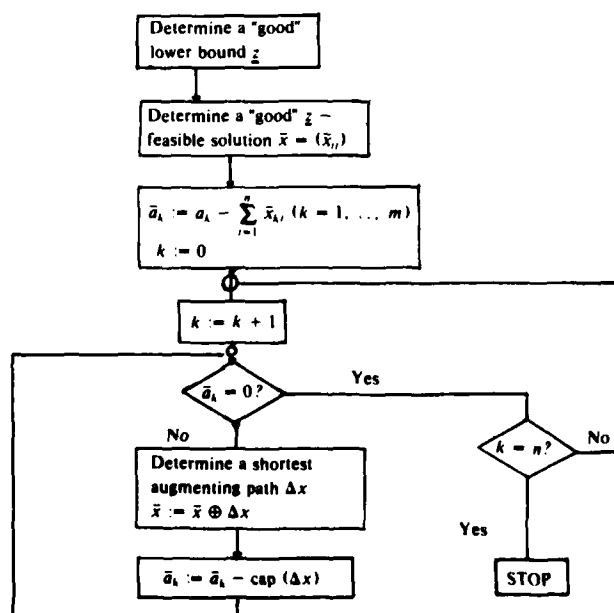 Determine a "good"
lower bound z̲
Determine a "good" z̲ –
feasible solution x̄ = (x̄ᵢⱼ)
āₖ := aₖ – ∑ⁿᵢ₌₁ x̄ₖᵢ (k = 1, . . , m)
k := 0
k := k + 1
āₖ = 0?
Yes
No
k = n?
No
Determine a shortest
augmenting path Δx
x̄ := x̄ ⊕ Δx
Yes
āₖ := āₖ – cap (Δx)
STOP